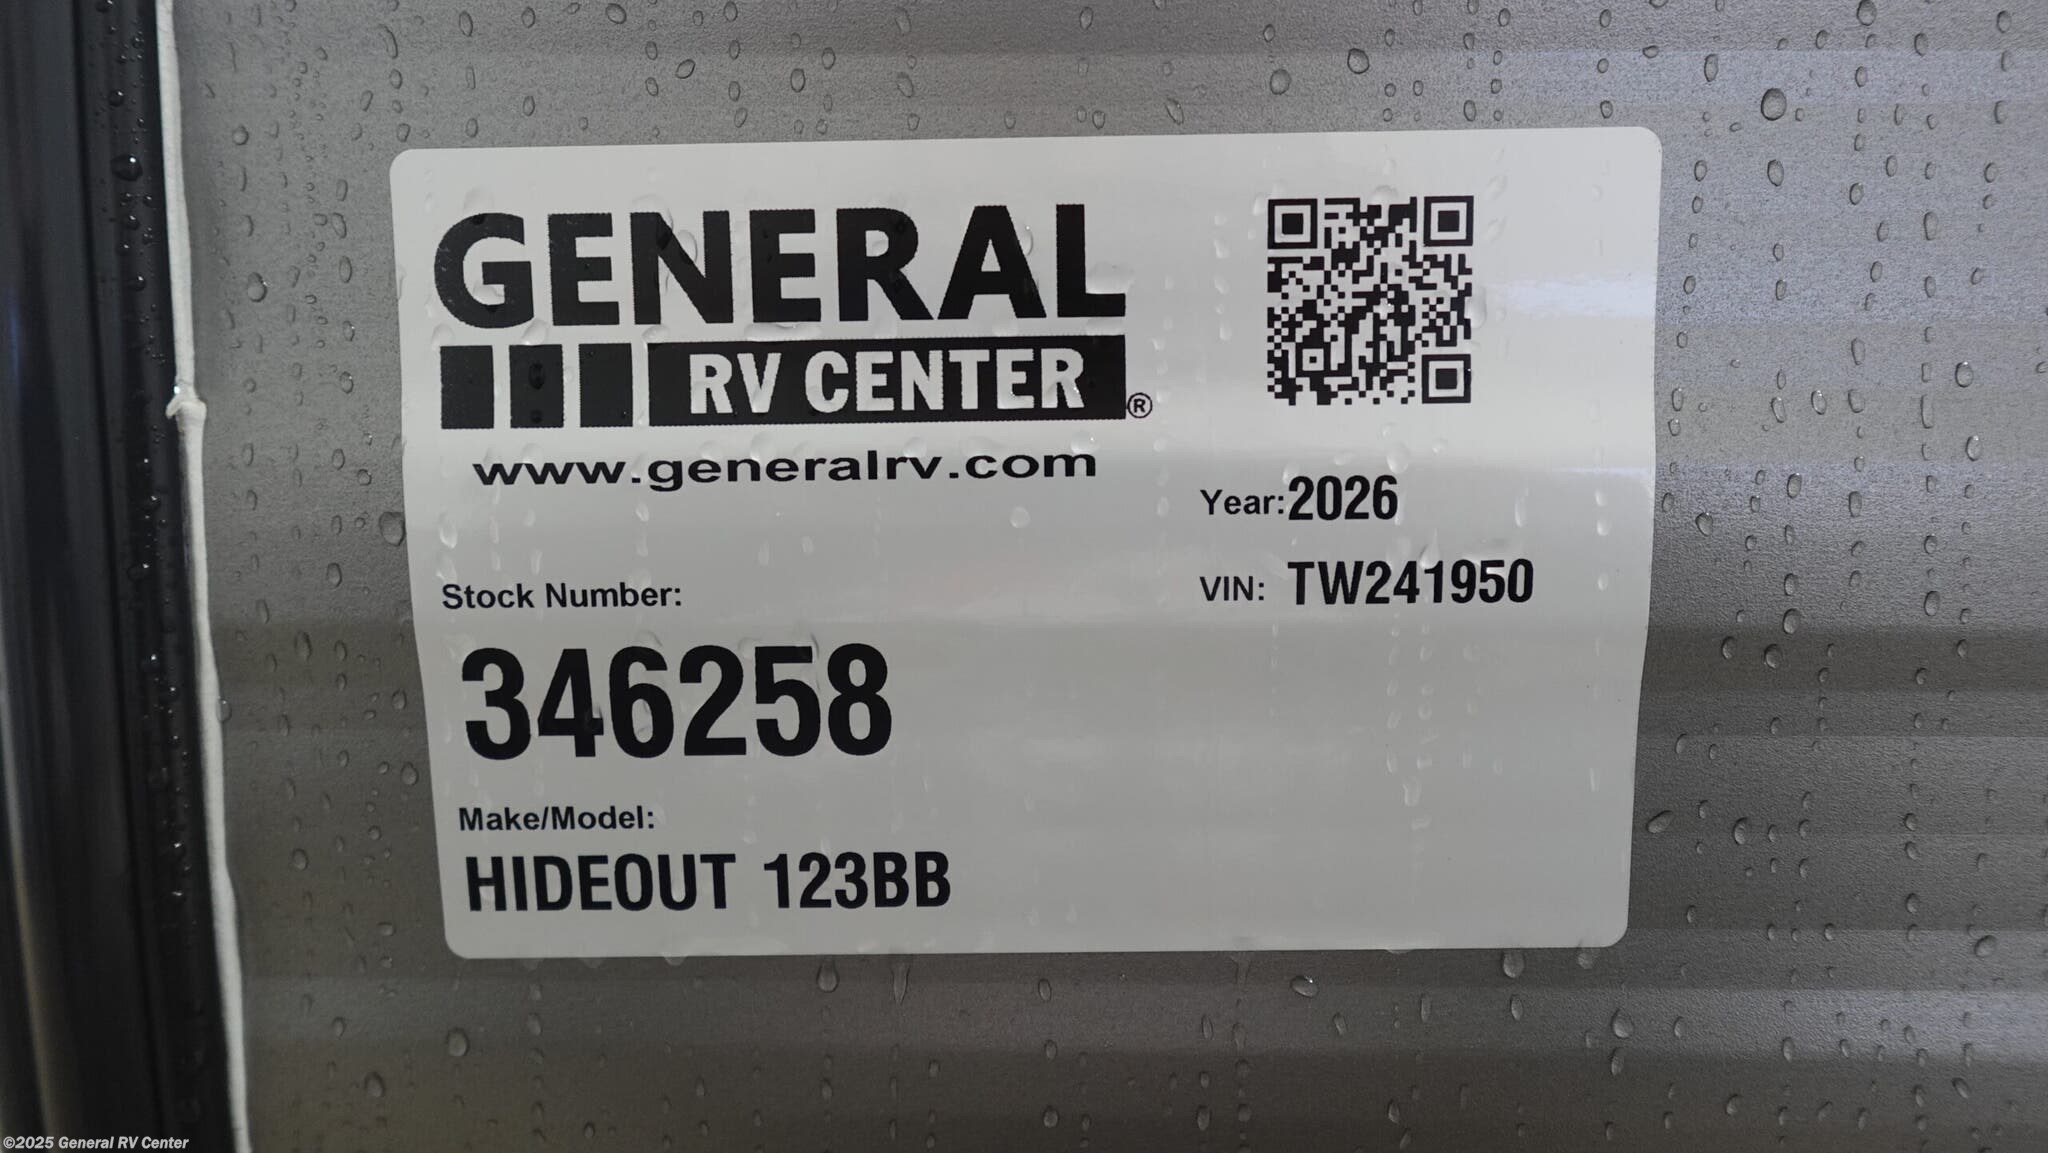 GENERAL
RV CENTER®
www.generalrv.com
Year: 2026
VIN: TW241950
Stock Number:
346258
Make/Model:
HIDEOUT 123BB
©2025 General RV Center